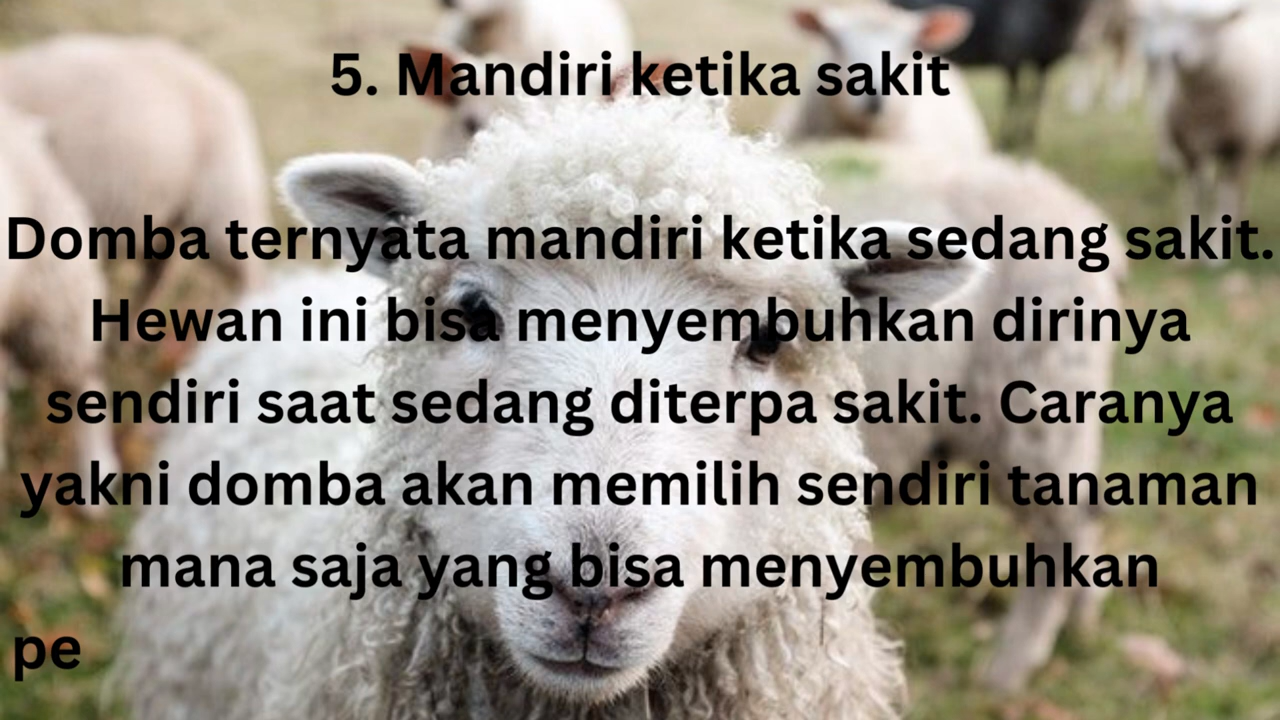 5. Mandiri ketika sakit
Domba ternyata mandiri ketika sedang sakit.
Hewan ini bisa menyembuhkan dirinya
sendiri saat sedang diterpa sakit. Caranya
yakni domba akan memilih sendiri tanaman
mana saja yang bisa menyembuhkan
pe